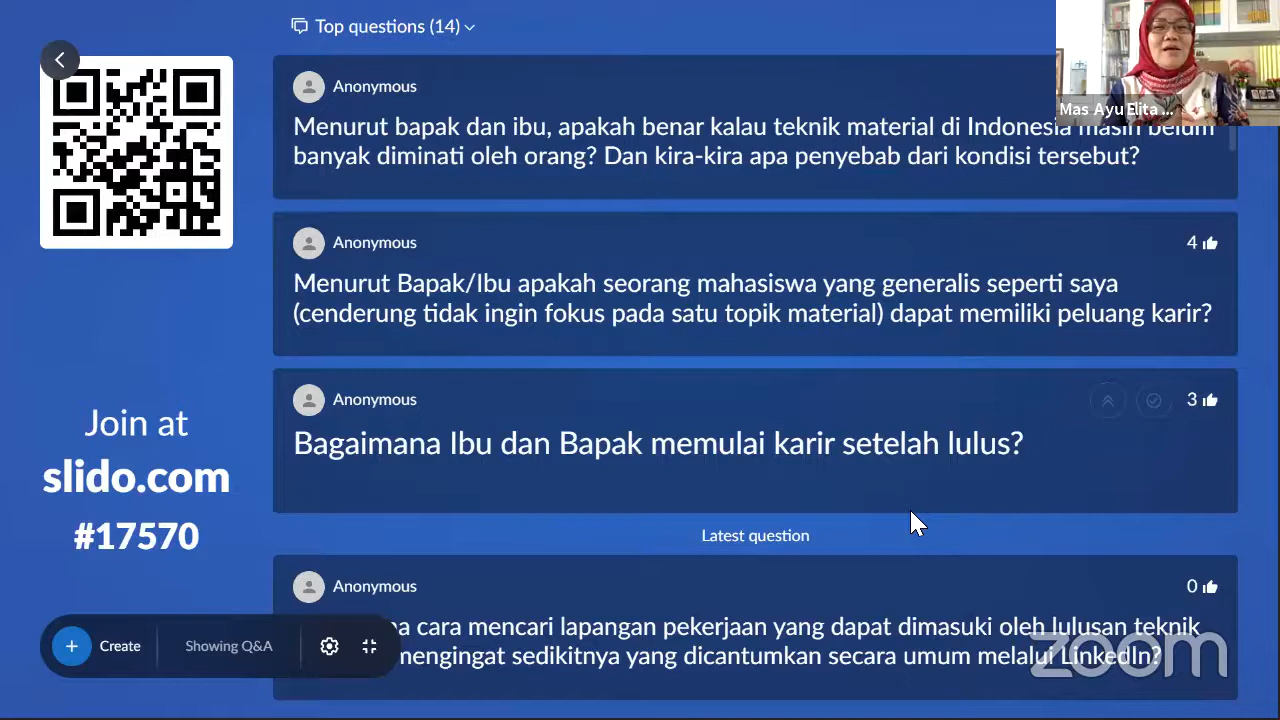 Top questions (14)
Anonymous
Menurut bapak dan ibu, apakah benar kalau teknik material di Indonesia masih belum
banyak diminati oleh orang? Dan kira-kira apa penyebab dari kondisi tersebut?
Mas Ayu Elita ...
Anonymous
4
Menurut Bapak/Ibu apakah seorang mahasiswa yang generalis seperti saya
(cenderung tidak ingin fokus pada satu topik material) dapat memiliki peluang karir?
Anonymous
3
Bagaimana Ibu dan Bapak memulai karir setelah lulus?
Join at
slido.com
#17570
Latest question
Anonymous
0
cara mencari lapangan pekerjaan yang dapat dimasuki oleh lulusan teknik
mengingat sedikitnya yang dicantumkan secara umum melalui LinkedIn?
Create
Showing Q&A
zoom